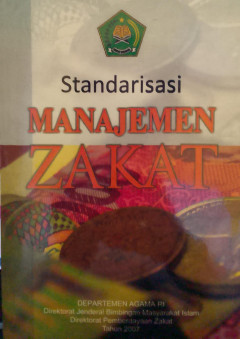 Standarisasi
MANAJEMEN
ZAKAT
DEPARTEMEN AGAMA RI
Direktorat Jenderal Bimbingan Masyarakat Islam
Direktorat Pemberdayaan Zakat
Tahun 2007